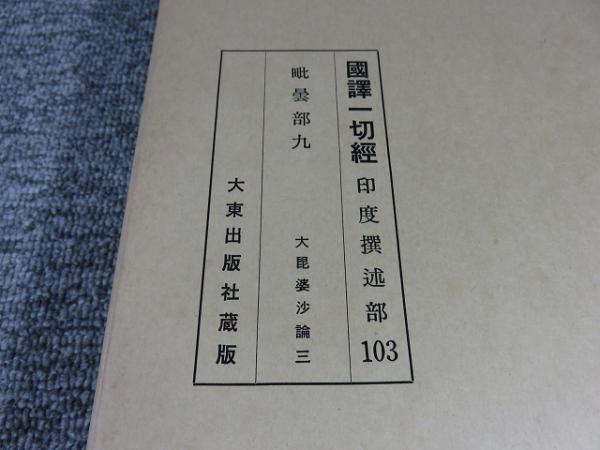 國譯一切經 印度撰述部 103
毗曇部九 大毘婆沙論三
大東出版社蔵版